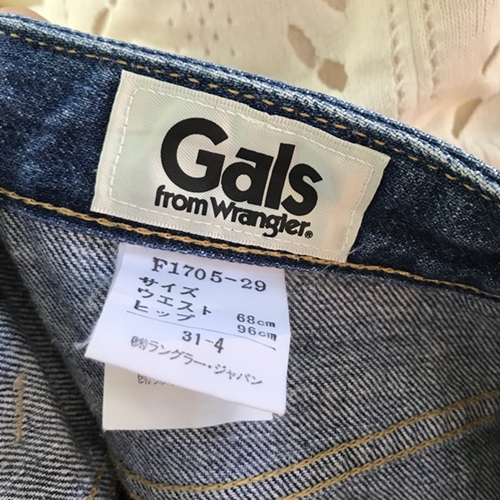 Gals
from Wrangler®
F1705-29
サイズ
ウエスト 68cm
ヒップ 96cm
31-4
㈱ラングラー・ジャパン